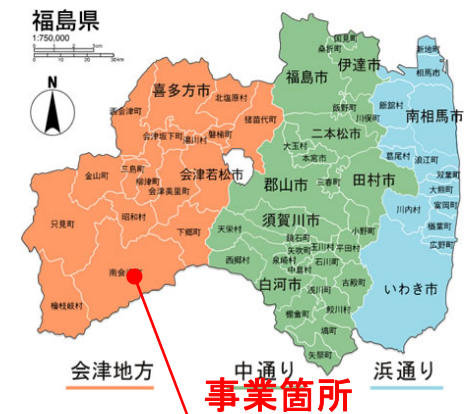 福島県
1:750,000
30km
N
国見町
桑折町
伊達市
新地町
相馬市
福島市
喜多方市
北塩原村
飯舘村
南相馬市
西会津町
猪苗代町
飯野町
川俣町
二本松市
会津坂下町
湯川村
磐梯町
大玉村
本宮市
葛尾村
浪江町
双葉町
大熊町
会津若松市
金山町
三島町
柳津町
会津美里町
郡山市
三春町
田村市
富岡町
川内村
楢葉町
広野町
只見町
昭和村
下郷町
須賀川市
天栄村
鏡石町
小野町
矢吹町
玉川村
平田村
西郷村
泉崎村
中島村
石川町
南会
白河市
浅川町
古殿町
いわき市
檜枝岐村
棚倉町
鮫川村
塙町
矢祭町
会津地方
中通り
浜通り
事業箇所